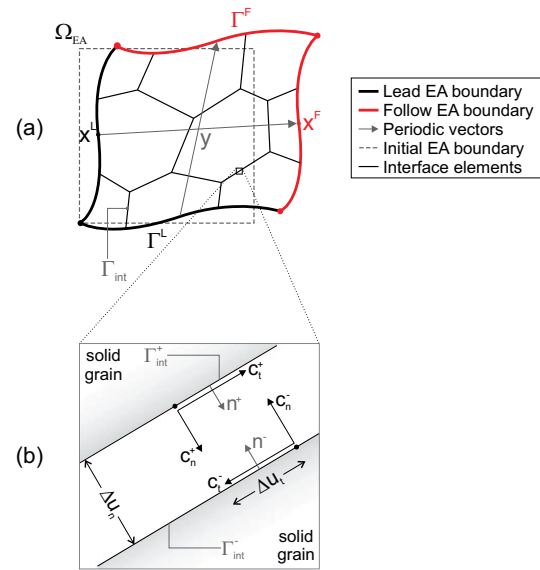 Ω_EA
Γ^F
(a)
x^L
x^F
y
Γ^L
Γ_int
Lead EA boundary
Follow EA boundary
Periodic vectors
Initial EA boundary
Interface elements
(b)
solid
grain
Γ^+_int
c^+_t
n^+
c^-_n
c^+_n
n^-
c^-_t
Δu_t
Δu_n
Γ^-_int
solid
grain